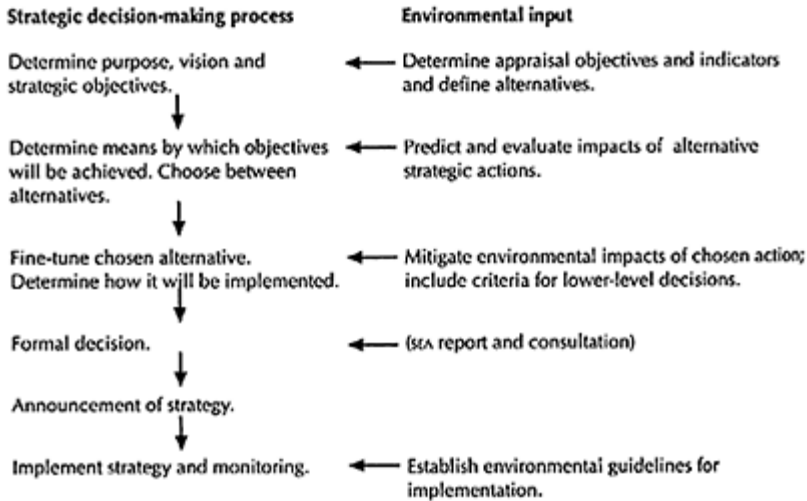 Strategic decision-making process
Environmental input
Determine purpose, vision and
strategic objectives.
Determine appraisal objectives and indicators
and define alternatives.
Determine means by which objectives
will be achieved. Choose between
alternatives.
Predict and evaluate impacts of alternative
strategic actions.
Fine-tune chosen alternative.
Determine how it will be implemented.
Mitigate environmental impacts of chosen action;
include criteria for lower-level decisions.
Formal decision.
(SEA report and consultation)
Announcement of strategy.
Implement strategy and monitoring.
Establish environmental guidelines for
implementation.